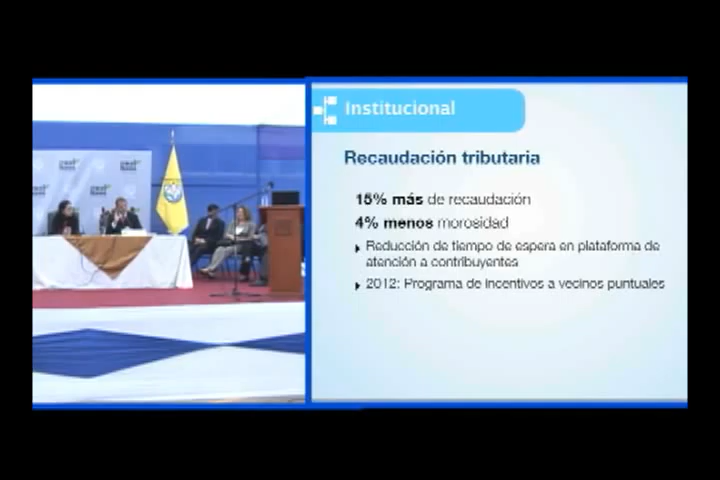 Institucional
Recaudación tributaria
15% más de recaudación
4% menos morosidad
Reducción de tiempo de espera en plataforma de
atención a contribuyentes
2012: Programa de incentivos a vecinos puntuales